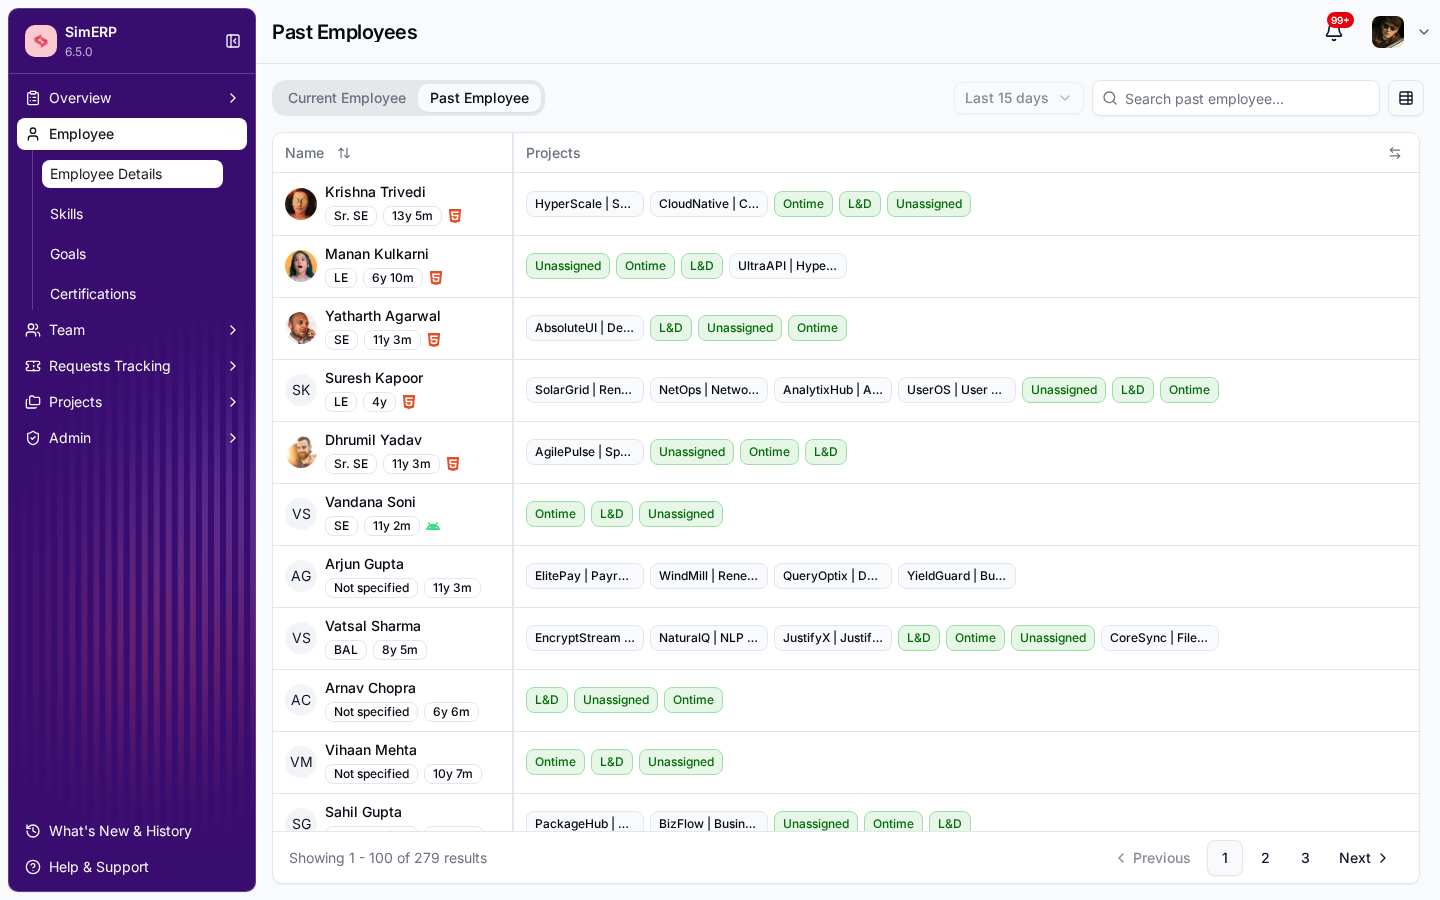 SimERP
6.5.0
Overview
Employee
Employee Details
Skills
Goals
Certifications
Team
Requests Tracking
Projects
Admin
What's New & History
Help & Support
Past Employees
99+
Current Employee
Past Employee
Last 15 days
Search past employee...
Name
Projects
Krishna Trivedi
Sr. SE 13y 5m
HyperScale | S... CloudNative | C... Ontime L&D Unassigned
Manan Kulkarni
LE 6y 10m
Unassigned Ontime L&D UltraAPI | Hype...
Yatharth Agarwal
SE 11y 3m
AbsoluteUI | De... L&D Unassigned Ontime
SK
Suresh Kapoor
LE 4y
SolarGrid | Ren... NetOps | Netwo... AnalytixHub | A... UserOS | User ... Unassigned L&D Ontime
Dhrumil Yadav
Sr. SE 11y 3m
AgilePulse | Sp... Unassigned Ontime L&D
VS
Vandana Soni
SE 11y 2m
Ontime L&D Unassigned
AG
Arjun Gupta
Not specified 11y 3m
ElitePay | Payr... WindMill | Rene... QueryOptix | D... YieldGuard | Bu...
VS
Vatsal Sharma
BAL 8y 5m
EncryptStream ... NaturalQ | NLP ... JustifyX | Justif... L&D Ontime Unassigned CoreSync | File...
AC
Arnav Chopra
Not specified 6y 6m
L&D Unassigned Ontime
VM
Vihaan Mehta
Not specified 10y 7m
Ontime L&D Unassigned
SG
Sahil Gupta
PackageHub | ... BizFlow | Busin... Unassigned Ontime L&D
Showing 1 - 100 of 279 results
Previous 1 2 3 Next